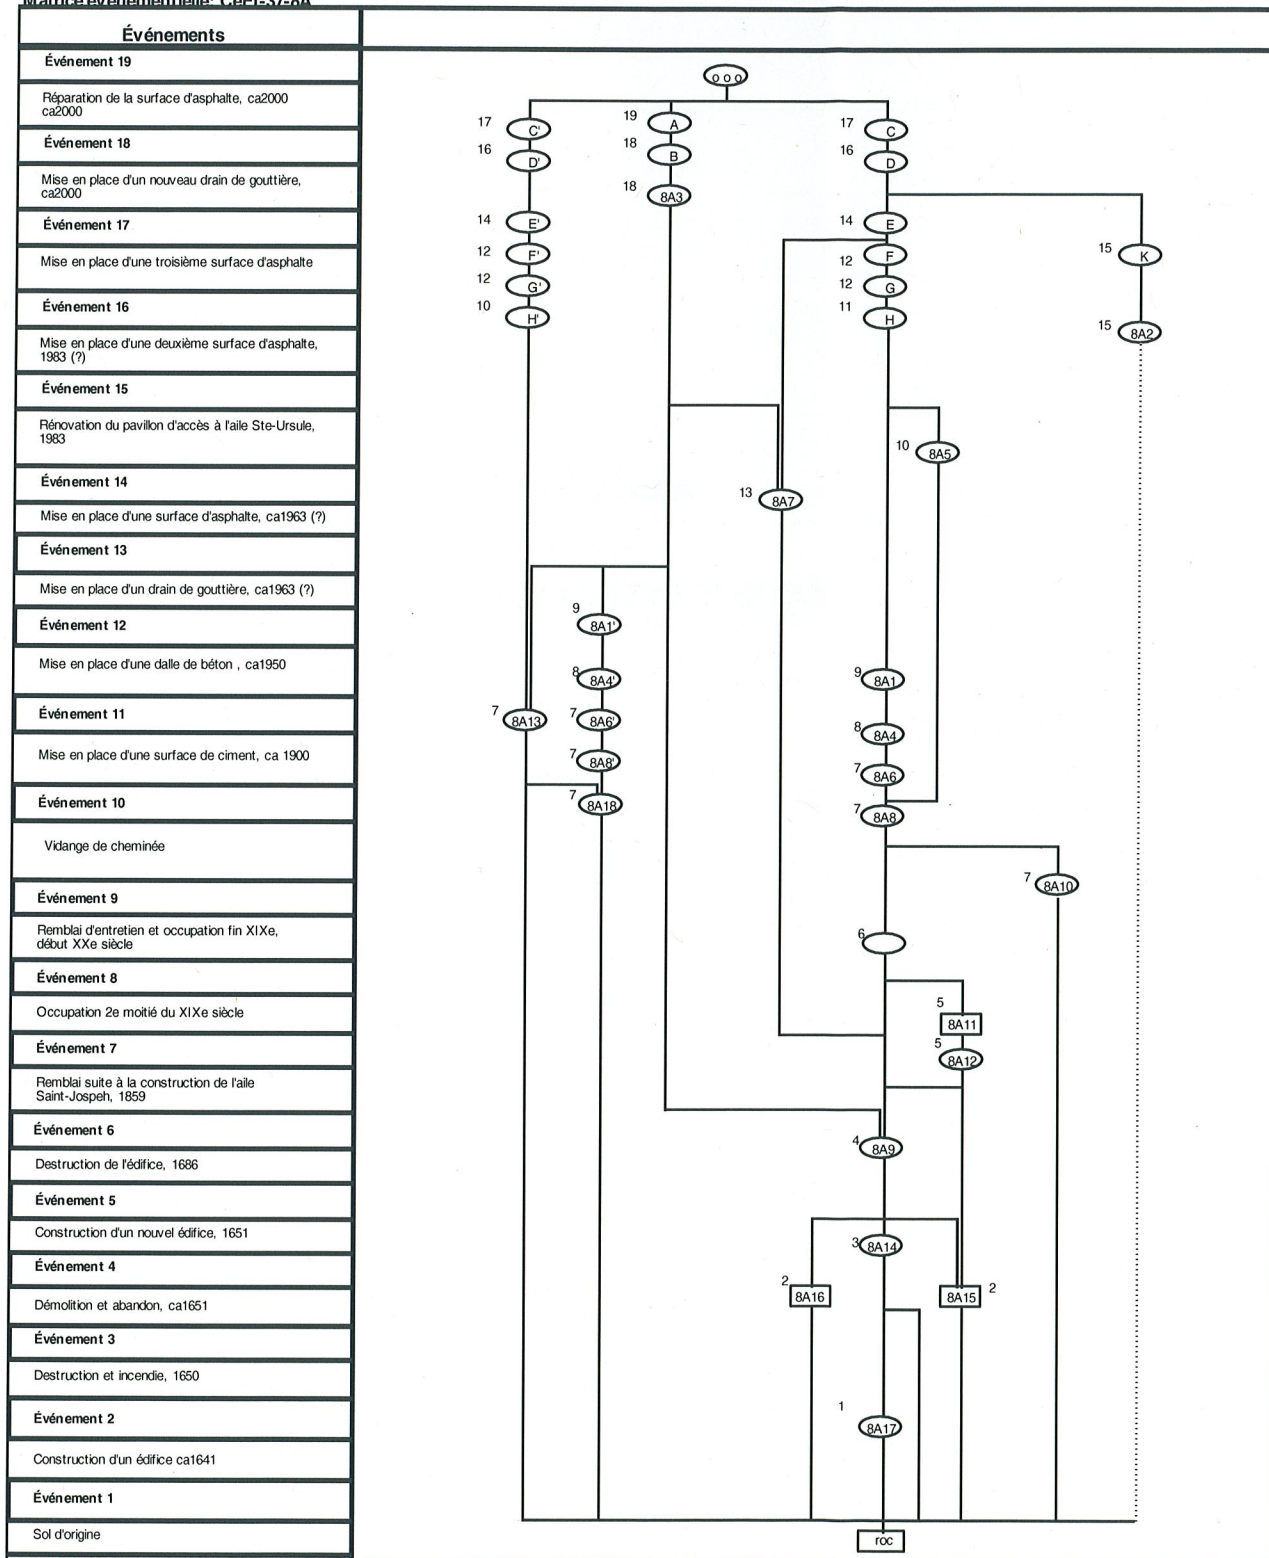 Matrice événementielle: CeEt-37-8A
Événements
Événement 19
Réparation de la surface d'asphalte, ca2000
ca2000
Événement 18
Mise en place d'un nouveau drain de gouttière,
ca2000
Événement 17
Mise en place d'une troisième surface d'asphalte
Événement 16
Mise en place d'une deuxième surface d'asphalte,
1983 (?)
Événement 15
Rénovation du pavillon d'accès à l'aile Ste-Ursule,
1983
Événement 14
Mise en place d'une surface d'asphalte, ca1963 (?)
Événement 13
Mise en place d'un drain de gouttière, ca1963 (?)
Événement 12
Mise en place d'une dalle de béton , ca1950
Événement 11
Mise en place d'une surface de ciment, ca 1900
Événement 10
Vidange de cheminée
Événement 9
Remblai d'entretien et occupation fin XIXe,
début XXe siècle
Événement 8
Occupation 2e moitié du XIXe siècle
Événement 7
Remblai suite à la construction de l'aile
Saint-Jospeh, 1859
Événement 6
Destruction de l'édifice, 1686
Événement 5
Construction d'un nouvel édifice, 1651
Événement 4
Démolition et abandon, ca1651
Événement 3
Destruction et incendie, 1650
Événement 2
Construction d'un édifice ca1641
Événement 1
Sol d'origine
o o o
17 C' 19 A 17 C
16 D' 18 B 16 D
18 8A3
14 E' 14 E
12 F' 12 F 15 K
12 G' 12 G
10 H' 11 H 15 8A2
10 8A5
13 8A7
9 8A1'
8 8A4' 9 8A1
7 8A13 7 8A6' 8 8A4
7 8A8' 7 8A6
7 8A18 7 8A8
7 8A10
6
5 8A11
5 8A12
4 8A9
3 8A14
2 8A16 8A15 2
1 8A17
roc